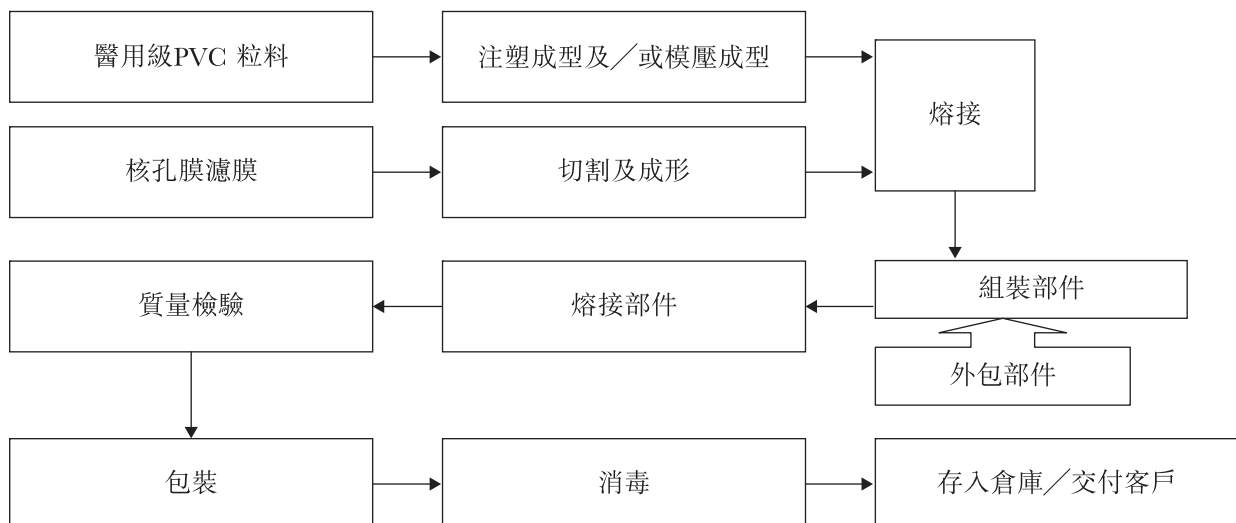 醫用級PVC 粒料
注塑成型及／或模壓成型
熔接
核孔膜濾膜
切割及成形
質量檢驗
熔接部件
組裝部件
外包部件
包裝
消毒
存入倉庫／交付客戶